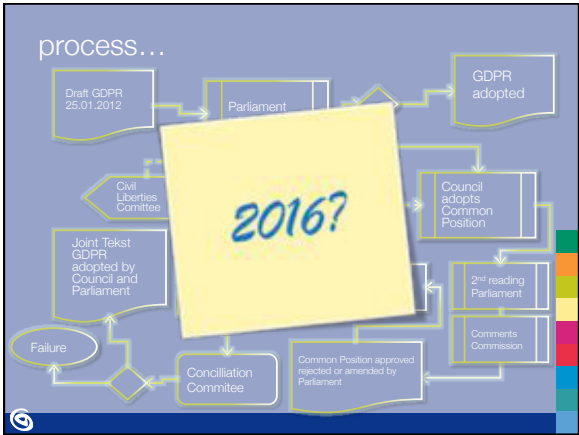 process...
Draft GDPR
25.01.2012
Parliament
GDPR
adopted
Civil
Liberties
Comittee
2016?
Council
adopts
Common
Position
Joint Tekst
GDPR
adopted by
Council and
Parliament
2nd reading
Parliament
Comments
Commission
Failure
Concilliation
Commitee
Common Position approved
rejected or amended by
Parliament